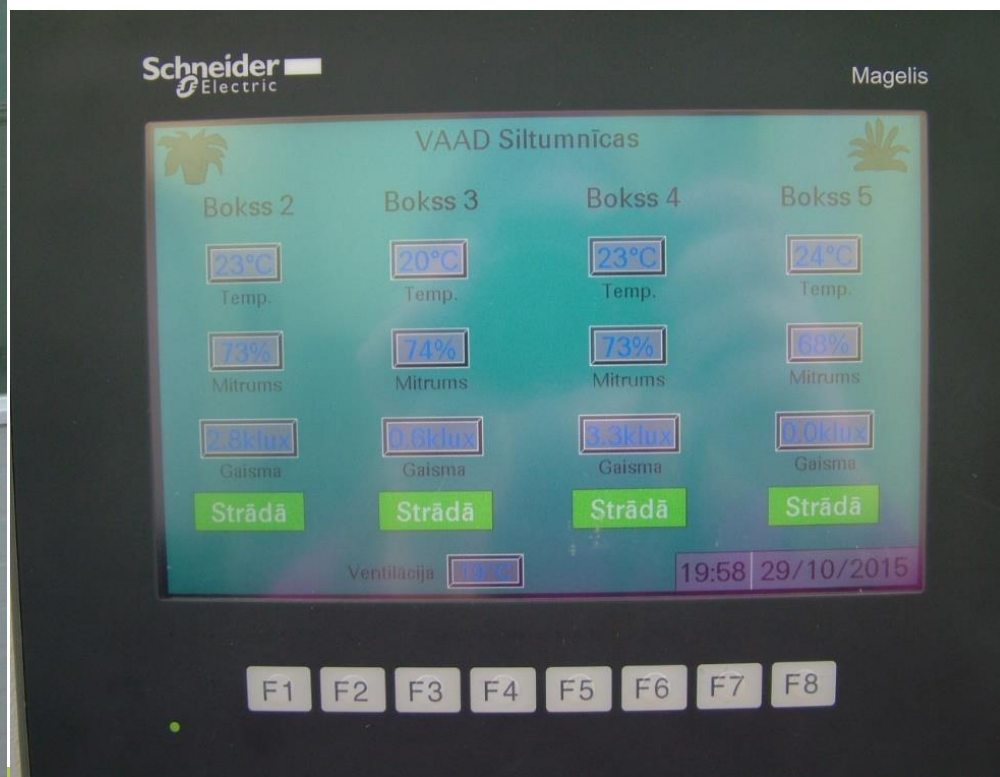 Schneider
Electric
Magelis
VAAD Siltumnīcas
Bokss 2 Bokss 3 Bokss 4 Bokss 5
23°C 20°C 23°C 24°C
Temp. Temp. Temp. Temp.
73% 74% 73% 68%
Mitrums Mitrums Mitrums Mitrums
2.8klux 0.6klux 3.3klux 0.0klux
Gaisma Gaisma Gaisma Gaisma
Strādā Strādā Strādā Strādā
Ventilācija 19:58 29/10/2015
F1 F2 F3 F4 F5 F6 F7 F8